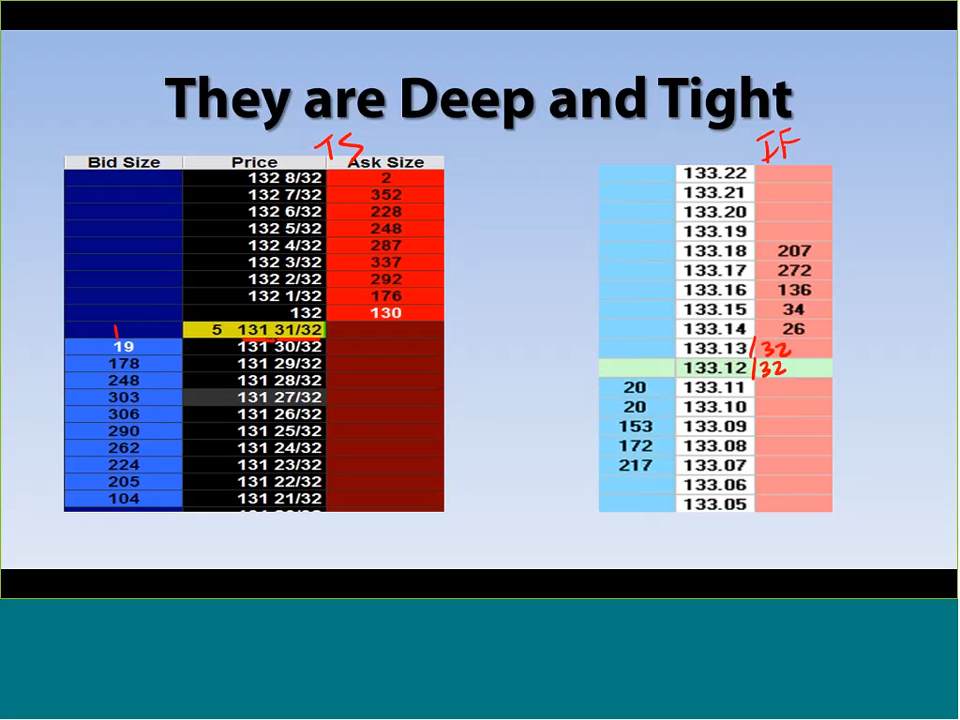 They are Deep and Tight
TS
IF
Bid Size Price Ask Size
132 8/32 2
132 7/32 352
132 6/32 228
132 5/32 248
132 4/32 287
132 3/32 337
132 2/32 292
132 1/32 176
132 130
5 131 31/32
19 131 30/32
178 131 29/32
248 131 28/32
303 131 27/32
306 131 26/32
290 131 25/32
262 131 24/32
224 131 23/32
205 131 22/32
104 131 21/32
133.22
133.21
133.20
133.19
133.18 207
133.17 272
133.16 136
133.15 34
133.14 26
133.13 /32
133.12 /32
20 133.11
20 133.10
153 133.09
172 133.08
217 133.07
133.06
133.05